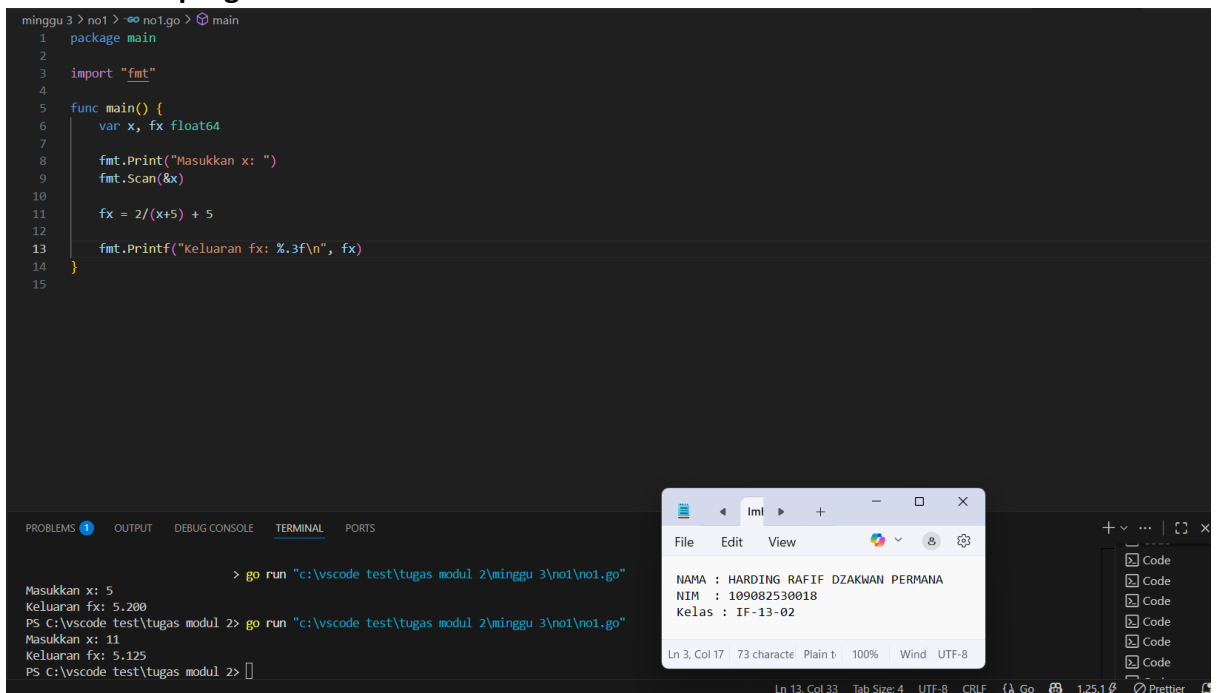 minggu 3 > no1 > no1.go > main
1 package main
2
3 import "fmt"
4
5 func main() {
6 var x, fx float64
7
8 fmt.Print("Masukkan x: ")
9 fmt.Scan(&x)
10
11 fx = 2/(x+5) + 5
12
13 fmt.Printf("Keluaran fx: %.3f\n", fx)
14 }
15
PROBLEMS 1 OUTPUT DEBUG CONSOLE TERMINAL PORTS
> go run "c:\vscode test\tugas modul 2\minggu 3\no1\no1.go"
Masukkan x: 5
Keluaran fx: 5.200
PS C:\vscode test\tugas modul 2> go run "c:\vscode test\tugas modul 2\minggu 3\no1\no1.go"
Masukkan x: 11
Keluaran fx: 5.125
PS C:\vscode test\tugas modul 2>
File Edit View
NAMA : HARDING RAFIF DZAKWAN PERMANA
NIM : 109082530018
Kelas : IF-13-02
Ln 3, Col 17 73 characte Plain t 100% Wind UTF-8
Code
Code
Code
Code
Code
Code
Ln 13, Col 33 Tab Size: 4 UTF-8 CRLF Go 1.25.1 Prettier